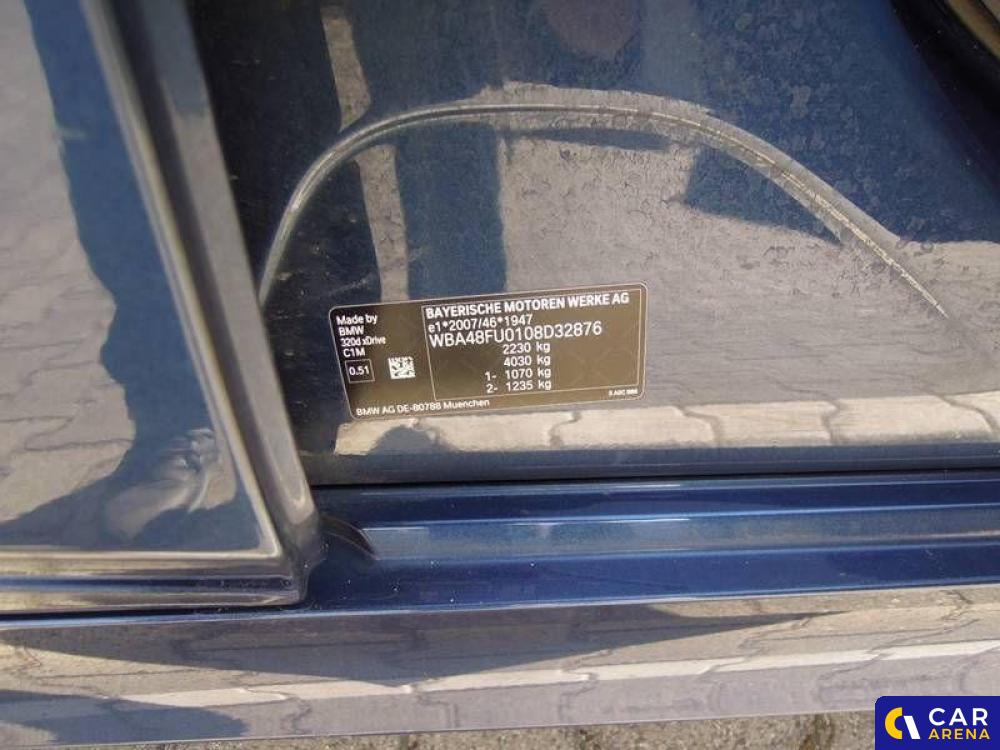 Made by
BMW
320d xDrive
C1M
0.51
BMW AG DE-80788 Muenchen
BAYERISCHE MOTOREN WERKE AG
e1*2007/46*1947
WBA48FU0108D32876
2230 kg
4030 kg
1- 1070 kg
2- 1235 kg
CAR
ARENA